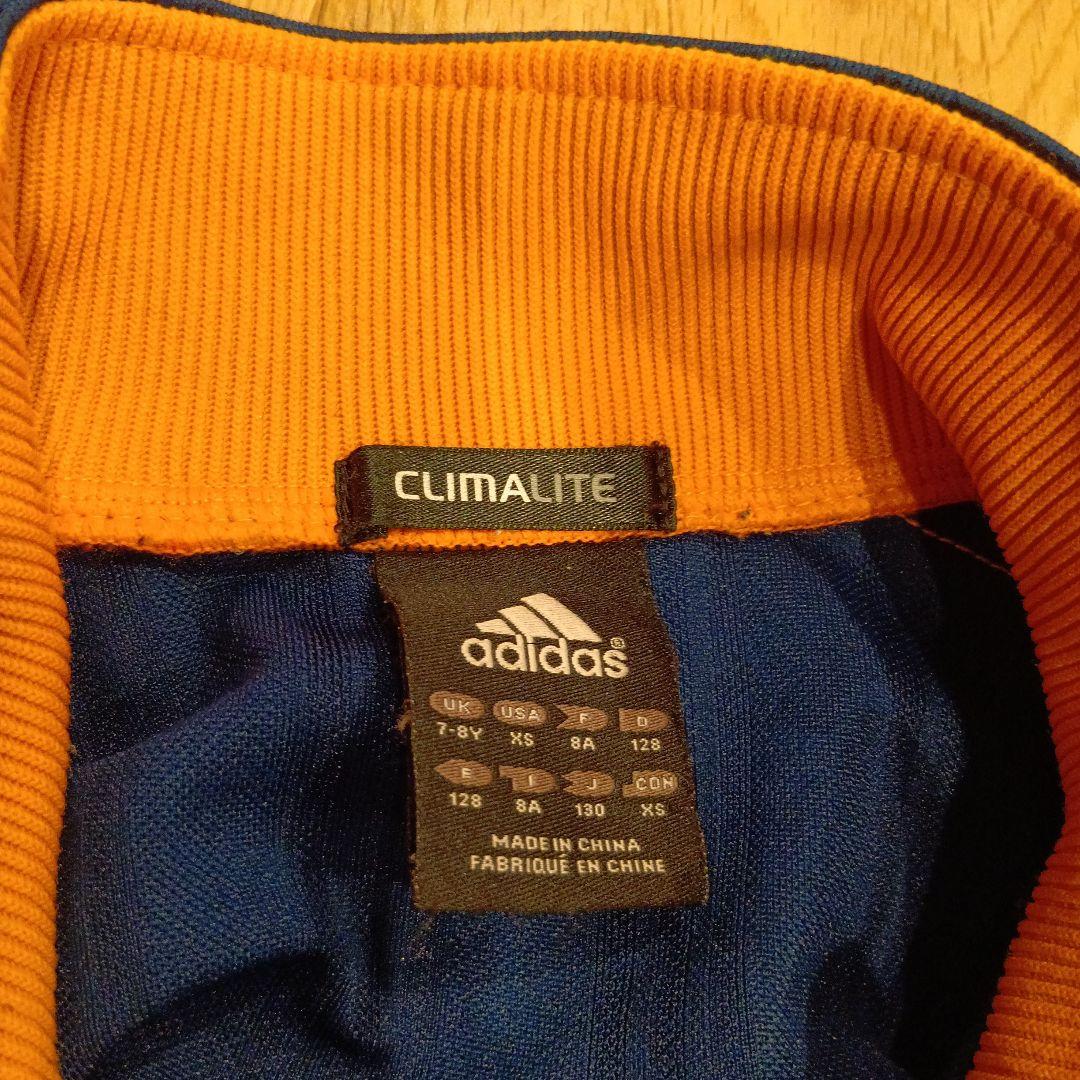 CLIMALITE
adidas®
UK USA F D
7-8Y XS 8A 128
E I J CDN
128 8A 130 XS
MADE IN CHINA
FABRIQUÉ EN CHINE